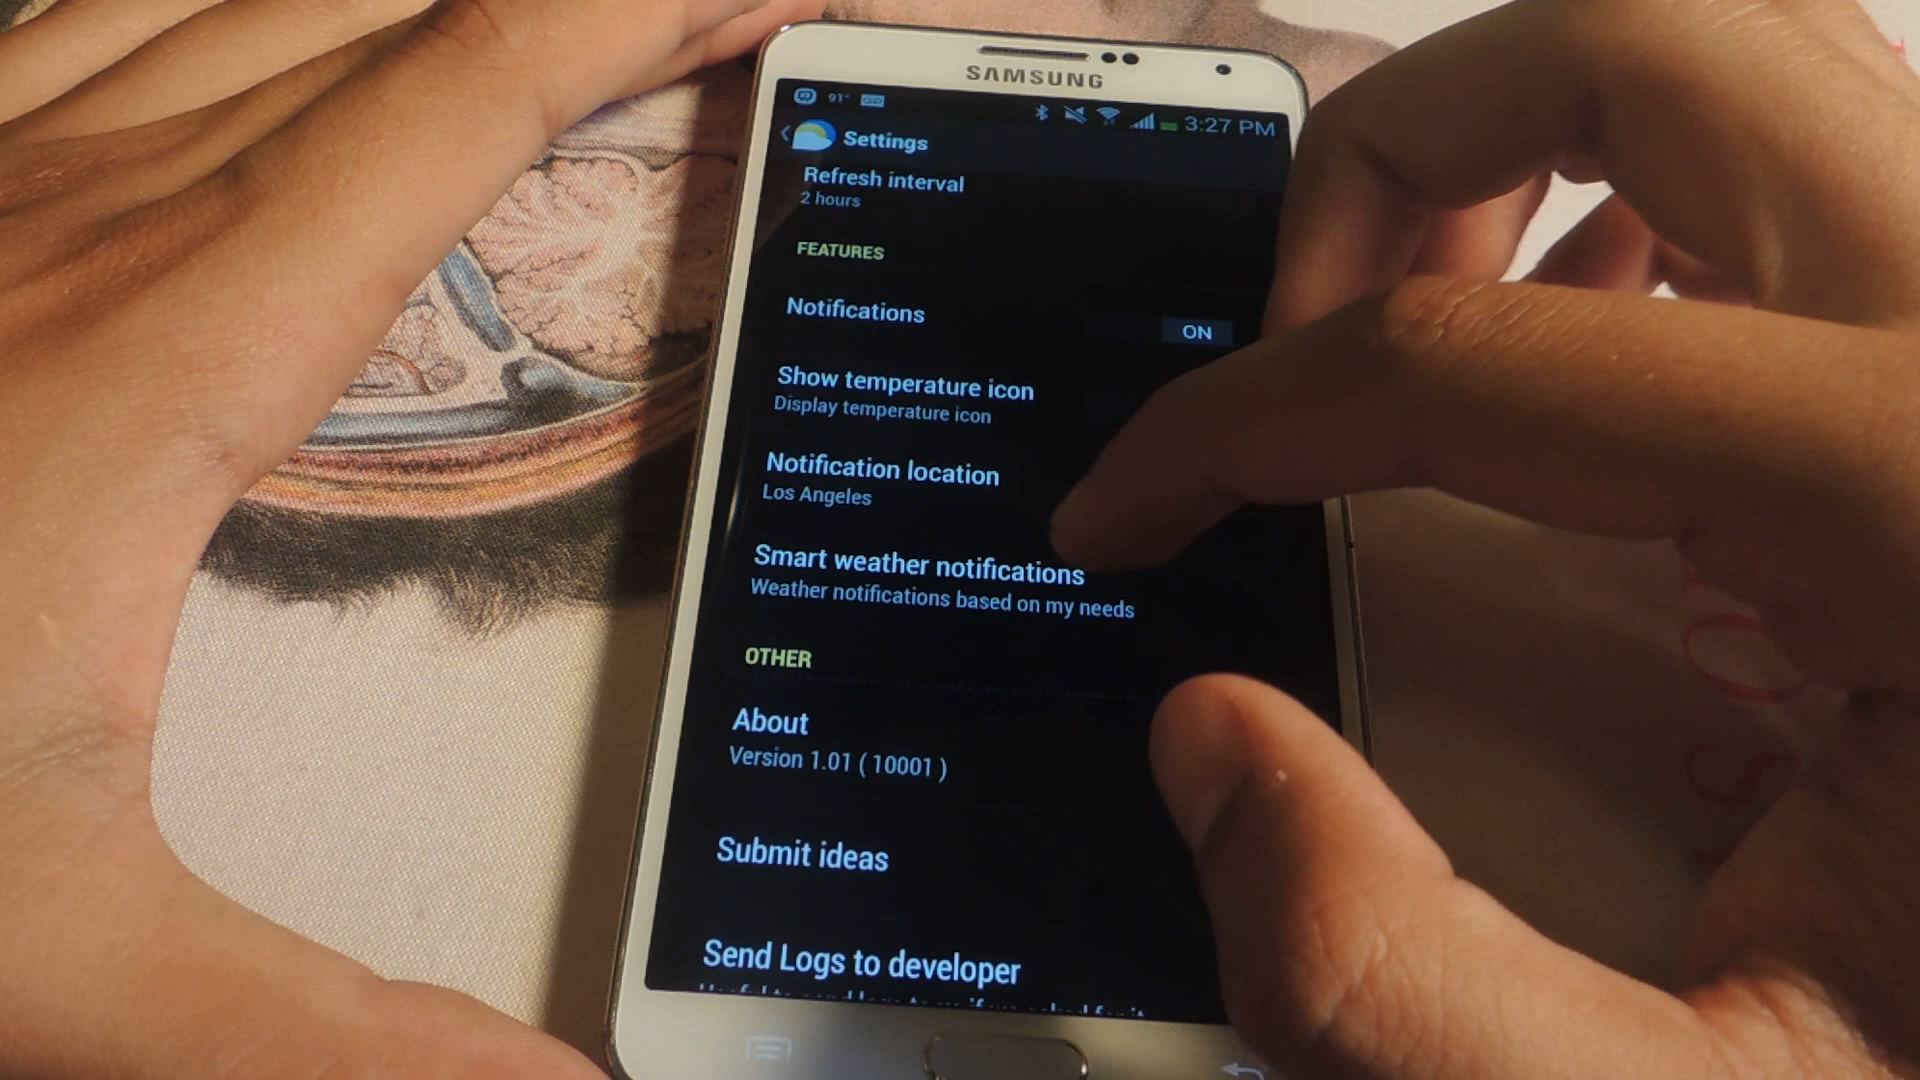 SAMSUNG
91°
3:27 PM
Settings
Refresh interval
2 hours
FEATURES
Notifications
ON
Show temperature icon
Display temperature icon
Notification location
Los Angeles
Smart weather notifications
Weather notifications based on my needs
OTHER
About
Version 1.01 ( 10001 )
Submit ideas
Send Logs to developer